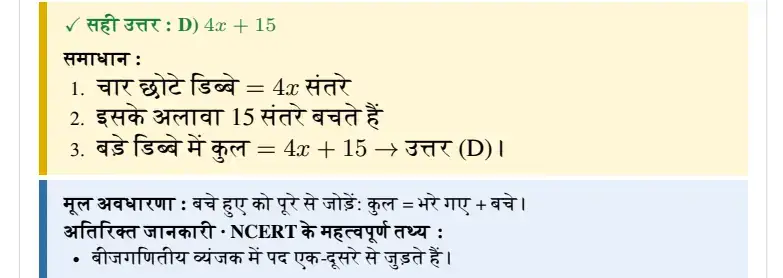 ✓ सही उत्तर : D) 4x + 15
समाधान :
1. चार छोटे डिब्बे = 4x संतरे
2. इसके अलावा 15 संतरे बचते हैं
3. बड़े डिब्बे में कुल = 4x + 15 → उत्तर (D)।
मूल अवधारणा : बचे हुए को पूरे से जोड़ें: कुल = भरे गए + बचे।
अतिरिक्त जानकारी · NCERT के महत्वपूर्ण तथ्य :
• बीजगणितीय व्यंजक में पद एक-दूसरे से जुड़ते हैं।